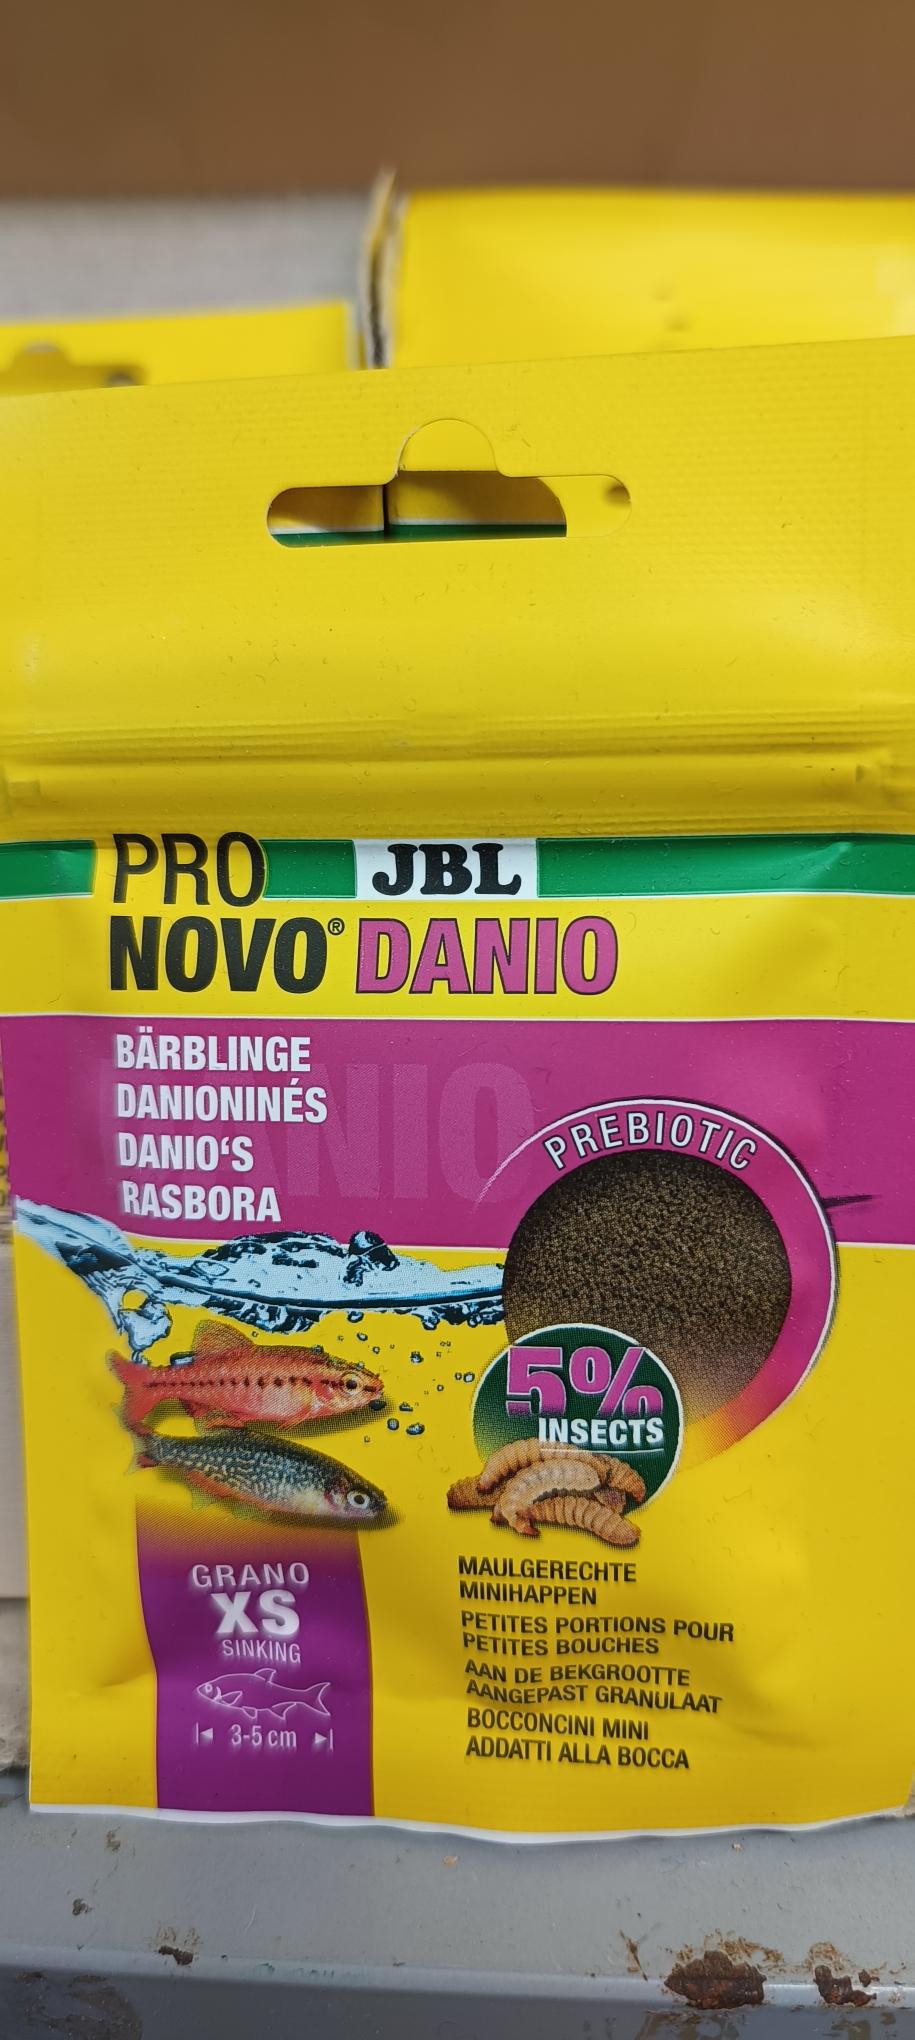 PRO
JBL
NOVO® DANIO
BÄRBLINGE
DANIONINÉS
DANIO‘S
RASBORA
DANIO
PREBIOTIC
5%
INSECTS
GRANO
XS
SINKING
3-5 cm
MAULGERECHTE
MINIHAPPEN
PETITES PORTIONS POUR
PETITES BOUCHES
AAN DE BEKGROOTTE
AANGEPAST GRANULAAT
BOCCONCINI MINI
ADDATTI ALLA BOCCA